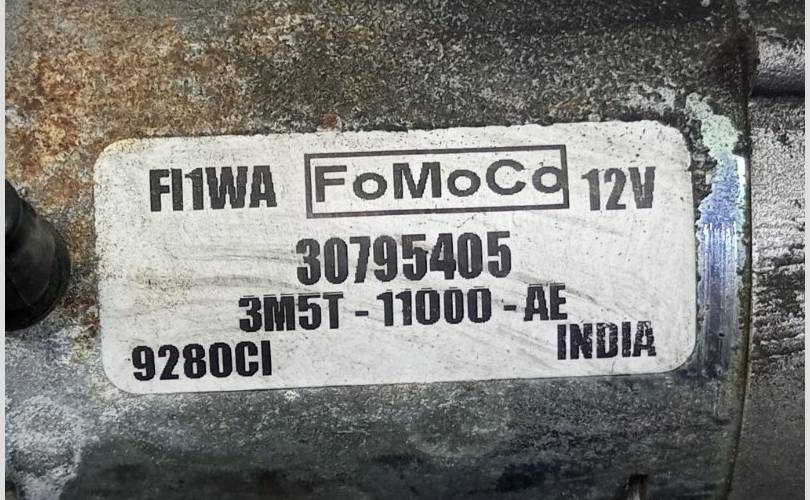 FI1WA FoMoCo 12V
30795405
3M5T - 11000 - AE
9280CI INDIA